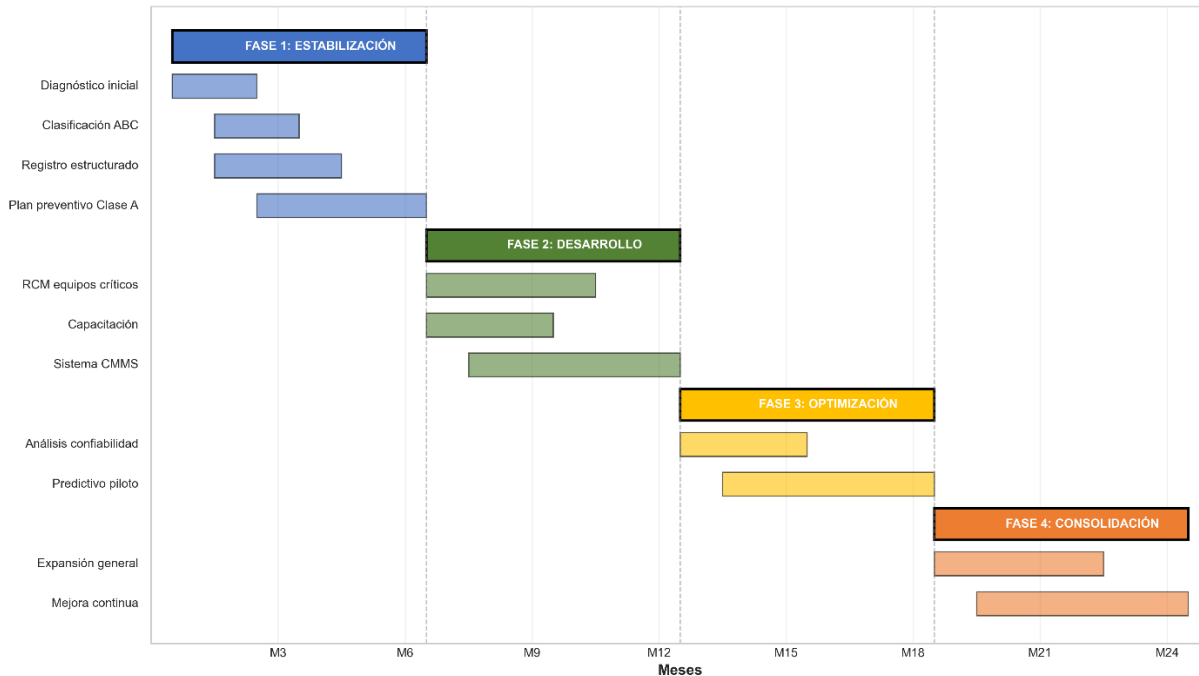 FASE 1: ESTABILIZACIÓN
Diagnóstico inicial
Clasificación ABC
Registro estructurado
Plan preventivo Clase A
FASE 2: DESARROLLO
RCM equipos críticos
Capacitación
Sistema CMMS
FASE 3: OPTIMIZACIÓN
Análisis confiabilidad
Predictivo piloto
FASE 4: CONSOLIDACIÓN
Expansión general
Mejora continua
M3 M6 M9 M12 M15 M18 M21 M24
Meses